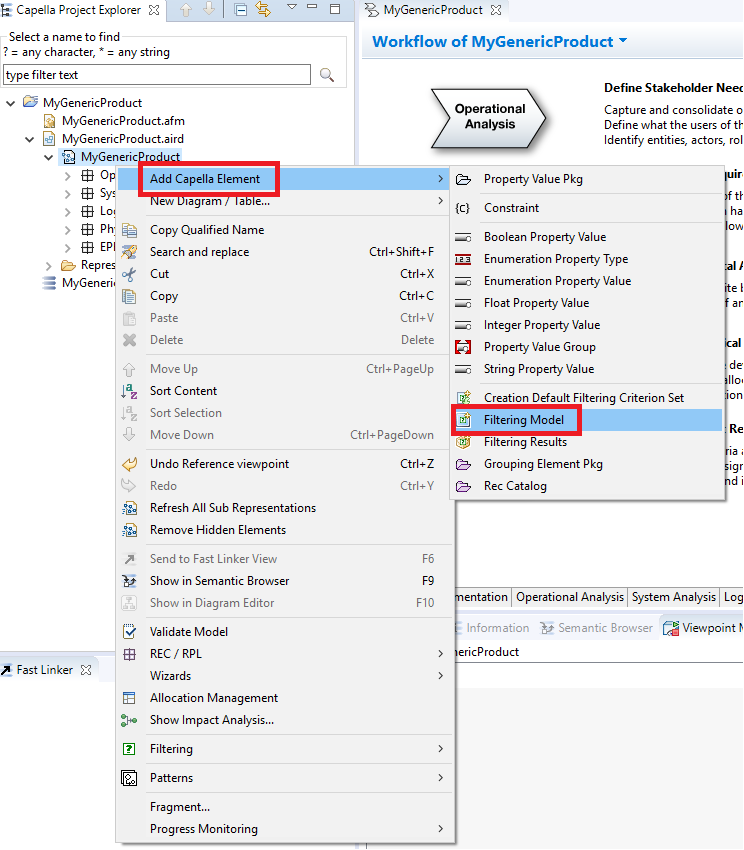 Capella Project Explorer
Select a name to find
? = any character, * = any string
type filter text
MyGenericProduct
MyGenericProduct.afm
MyGenericProduct.aird
MyGenericProduct
Op
Sys
Lo
Ph
EP
Repres
MyGeneri
Fast Linker
MyGenericProduct
Workflow of MyGenericProduct
Operational
Analysis
Define Stakeholder Need
Capture and consolidate o
Define what the users of th
Identify entities, actors, rol
Add Capella Element
New Diagram / Table...
Copy Qualified Name
Search and replace Ctrl+Shift+F
Cut Ctrl+X
Copy Ctrl+C
Paste Ctrl+V
Delete Delete
Move Up Ctrl+PageUp
Sort Content
Sort Selection
Move Down Ctrl+PageDown
Undo Reference viewpoint Ctrl+Z
Redo Ctrl+Y
Refresh All Sub Representations
Remove Hidden Elements
Send to Fast Linker View F6
Show in Semantic Browser F9
Show in Diagram Editor F10
Validate Model
REC / RPL
Wizards
Allocation Management
Show Impact Analysis...
Filtering
Patterns
Fragment...
Progress Monitoring
Property Value Pkg
{c} Constraint
Boolean Property Value
Enumeration Property Type
Enumeration Property Value
Float Property Value
Integer Property Value
Property Value Group
String Property Value
Creation Default Filtering Criterion Set
Filtering Model
Filtering Results
Grouping Element Pkg
Rec Catalog
mentation Operational Analysis System Analysis Log
Information Semantic Browser Viewpoint M
nericProduct